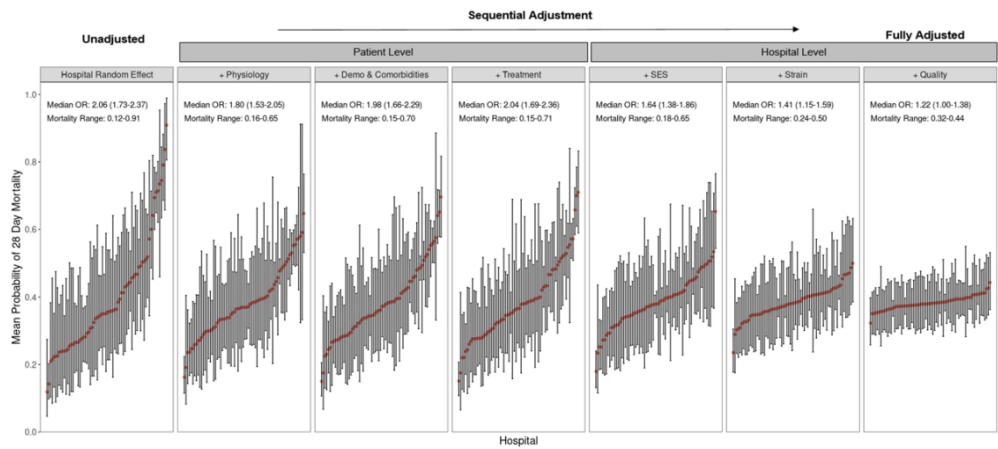 Sequential Adjustment
Unadjusted
Fully Adjusted
Patient Level
Hospital Level
Hospital Random Effect
+ Physiology
+ Demo & Comorbidities
+ Treatment
+ SES
+ Strain
+ Quality
Median OR: 2.06 (1.73-2.37)
Mortality Range: 0.12-0.91
Median OR: 1.80 (1.53-2.05)
Mortality Range: 0.16-0.65
Median OR: 1.98 (1.66-2.29)
Mortality Range: 0.15-0.70
Median OR: 2.04 (1.69-2.36)
Mortality Range: 0.15-0.71
Median OR: 1.64 (1.38-1.86)
Mortality Range: 0.18-0.65
Median OR: 1.41 (1.15-1.59)
Mortality Range: 0.24-0.50
Median OR: 1.22 (1.00-1.38)
Mortality Range: 0.32-0.44
Mean Probability of 28 Day Mortality
1.0
0.8
0.6
0.4
0.2
0.0
Hospital